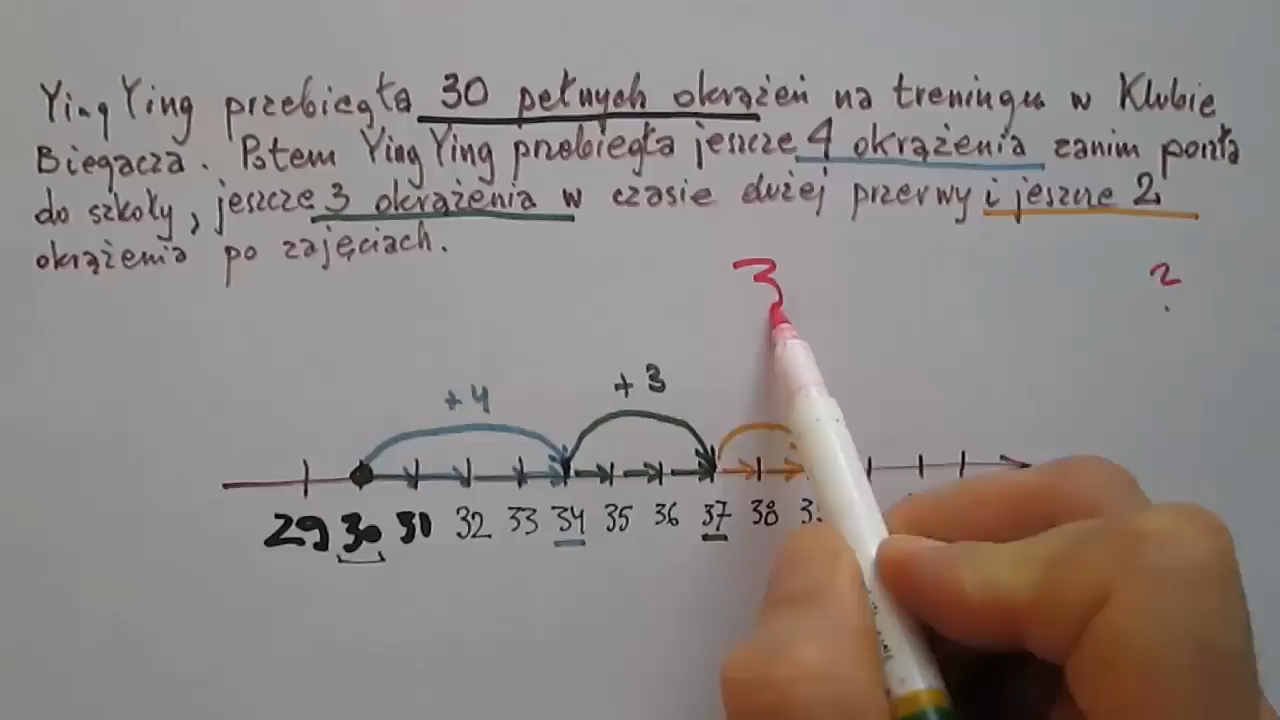 Ying Ying przebiegła 30 pełnych okrążeń na treningu w Klubie
Biegacza. Potem Ying Ying przebiegła jeszcze 4 okrążenia zanim poszła
do szkoły, jeszcze 3 okrążenia w czasie dużej przerwy i jeszcze 2
okrążenia po zajęciach.
3
?
+4
+3
29 30 31 32 33 34 35 36 37 38